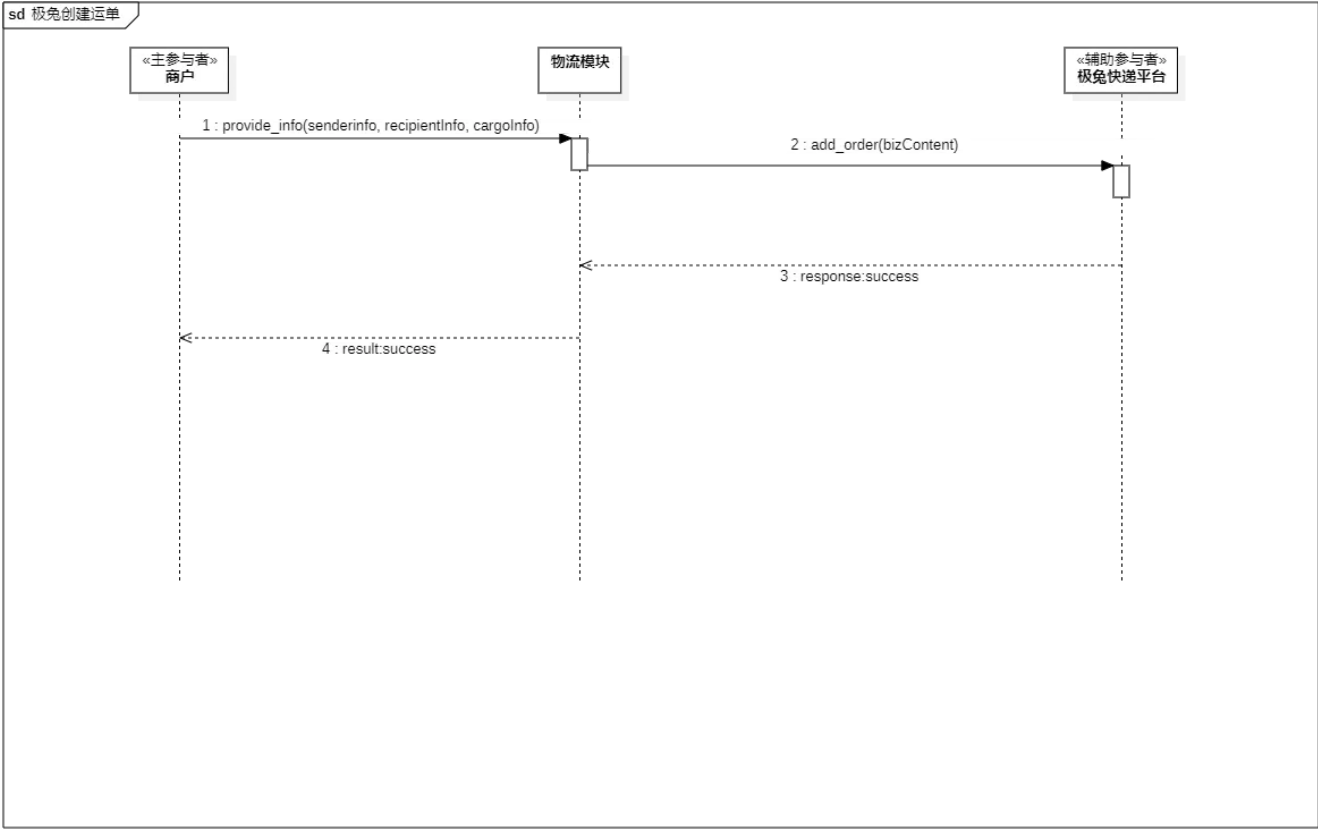 sd 极兔创建运单
«主参与者»
商户
物流模块
«辅助参与者»
极兔快递平台
1 : provide_info(senderinfo, recipientInfo, cargoInfo)
2 : add_order(bizContent)
3 : response:success
4 : result:success